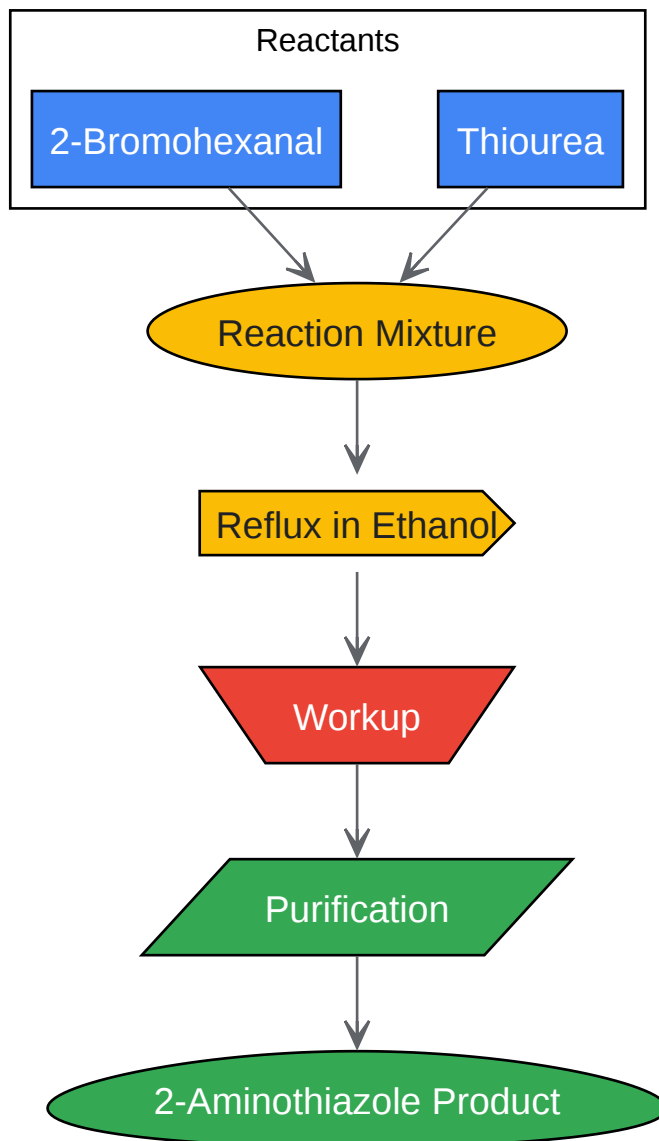 Reactants
2-Bromohexanal
Thiourea
Reaction Mixture
Reflux in Ethanol
Workup
Purification
2-Aminothiazole Product